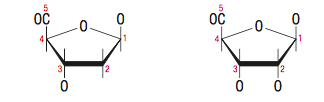 5 5
OC O O OC O O
4 1 4 1
3 2 3 2
O O O